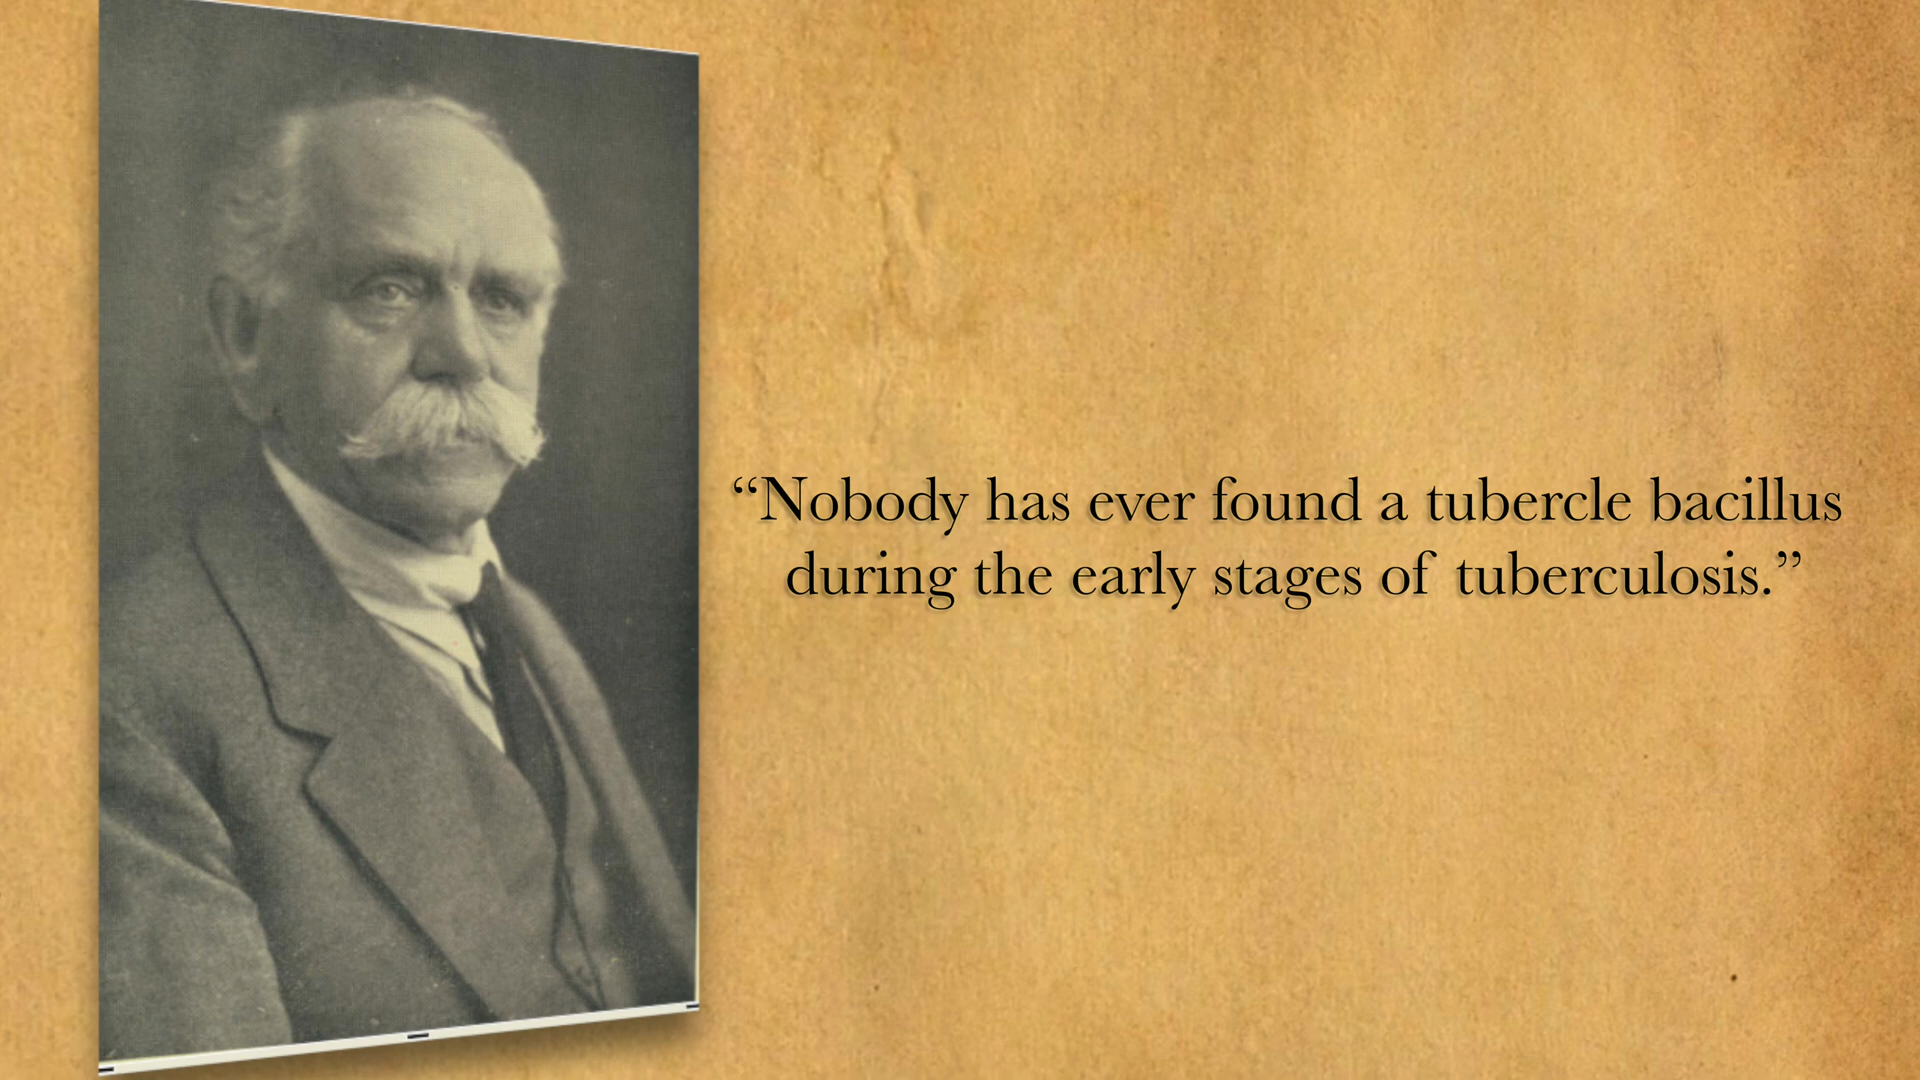 “Nobody has ever found a tubercle bacillus
during the early stages of tuberculosis.”